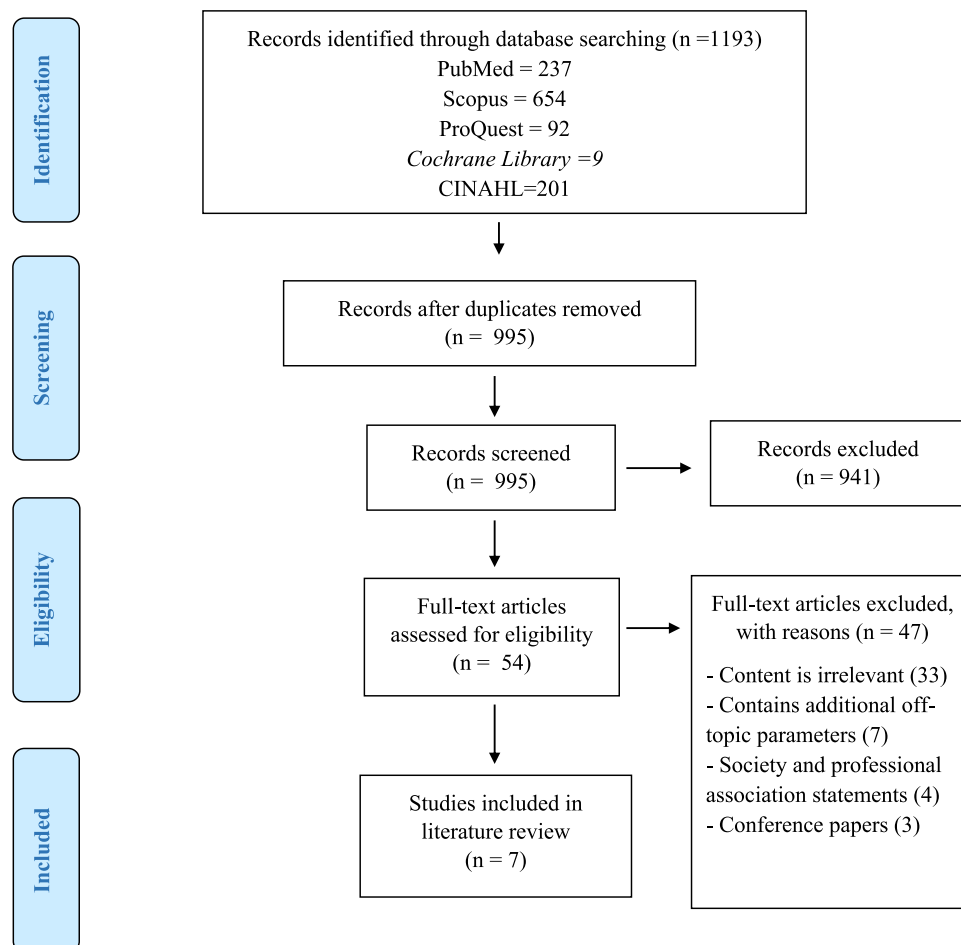 Identification
Records identified through database searching (n =1193)
PubMed = 237
Scopus = 654
ProQuest = 92
Cochrane Library =9
CINAHL=201
Screening
Records after duplicates removed
(n = 995)
Records screened
(n = 995)
Records excluded
(n = 941)
Eligibility
Full-text articles
assessed for eligibility
(n = 54)
Full-text articles excluded,
with reasons (n = 47)
- Content is irrelevant (33)
- Contains additional off-
topic parameters (7)
- Society and professional
association statements (4)
- Conference papers (3)
Included
Studies included in
literature review
(n = 7)